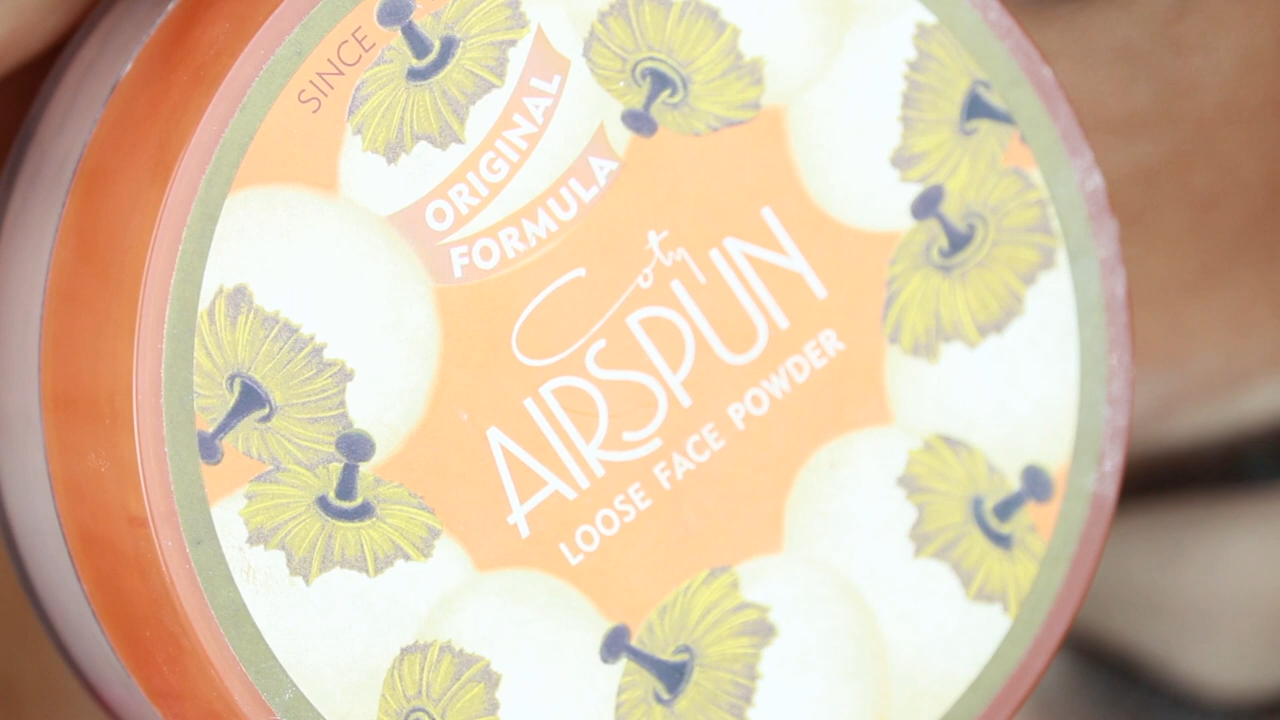 SINCE
ORIGINAL
FORMULA
Coty
AIRSPUN
LOOSE FACE POWDER